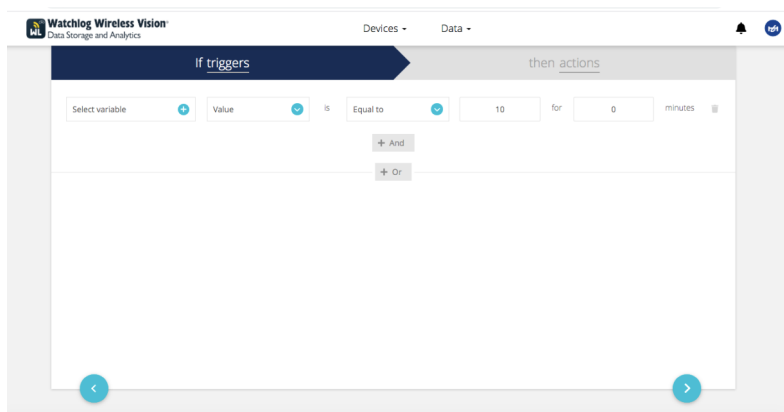 WL Watchlog Wireless Vision
Data Storage and Analytics
Devices Data
If triggers then actions
Select variable Value is Equal to 10 for 0 minutes
+ And
+ Or